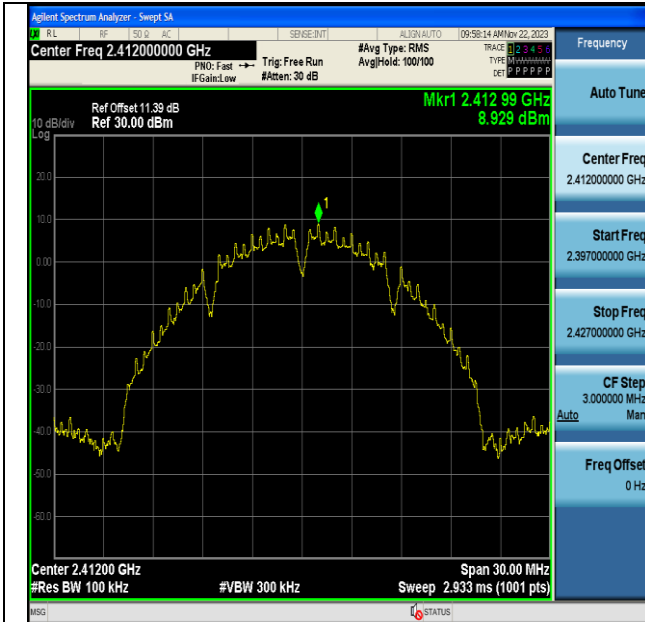 Agilent Spectrum Analyzer - Swept SA
RL RF 50 Ω AC SENSE:INT ALIGN AUTO 09:58:14 AM Nov 22, 2023
Center Freq 2.412000000 GHz
PNO: Fast
IFGain:Low
Trig: Free Run
#Atten: 30 dB
#Avg Type: RMS
Avg|Hold: 100/100
TRACE 1 2 3 4 5 6
TYPE M
DET P P P P P P
Mkr1 2.412 99 GHz
8.929 dBm
Ref Offset 11.39 dB
10 dB/div Ref 30.00 dBm
Log
20.0
10.0
0.00
-10.0
-20.0
-30.0
-40.0
-50.0
-60.0
1
Center 2.41200 GHz
Span 30.00 MHz
#Res BW 100 kHz
#VBW 300 kHz
Sweep 2.933 ms (1001 pts)
MSG
STATUS
Frequency
Auto Tune
Center Freq
2.412000000 GHz
Start Freq
2.397000000 GHz
Stop Freq
2.427000000 GHz
CF Step
3.000000 MHz
Auto Man
Freq Offset
0 Hz